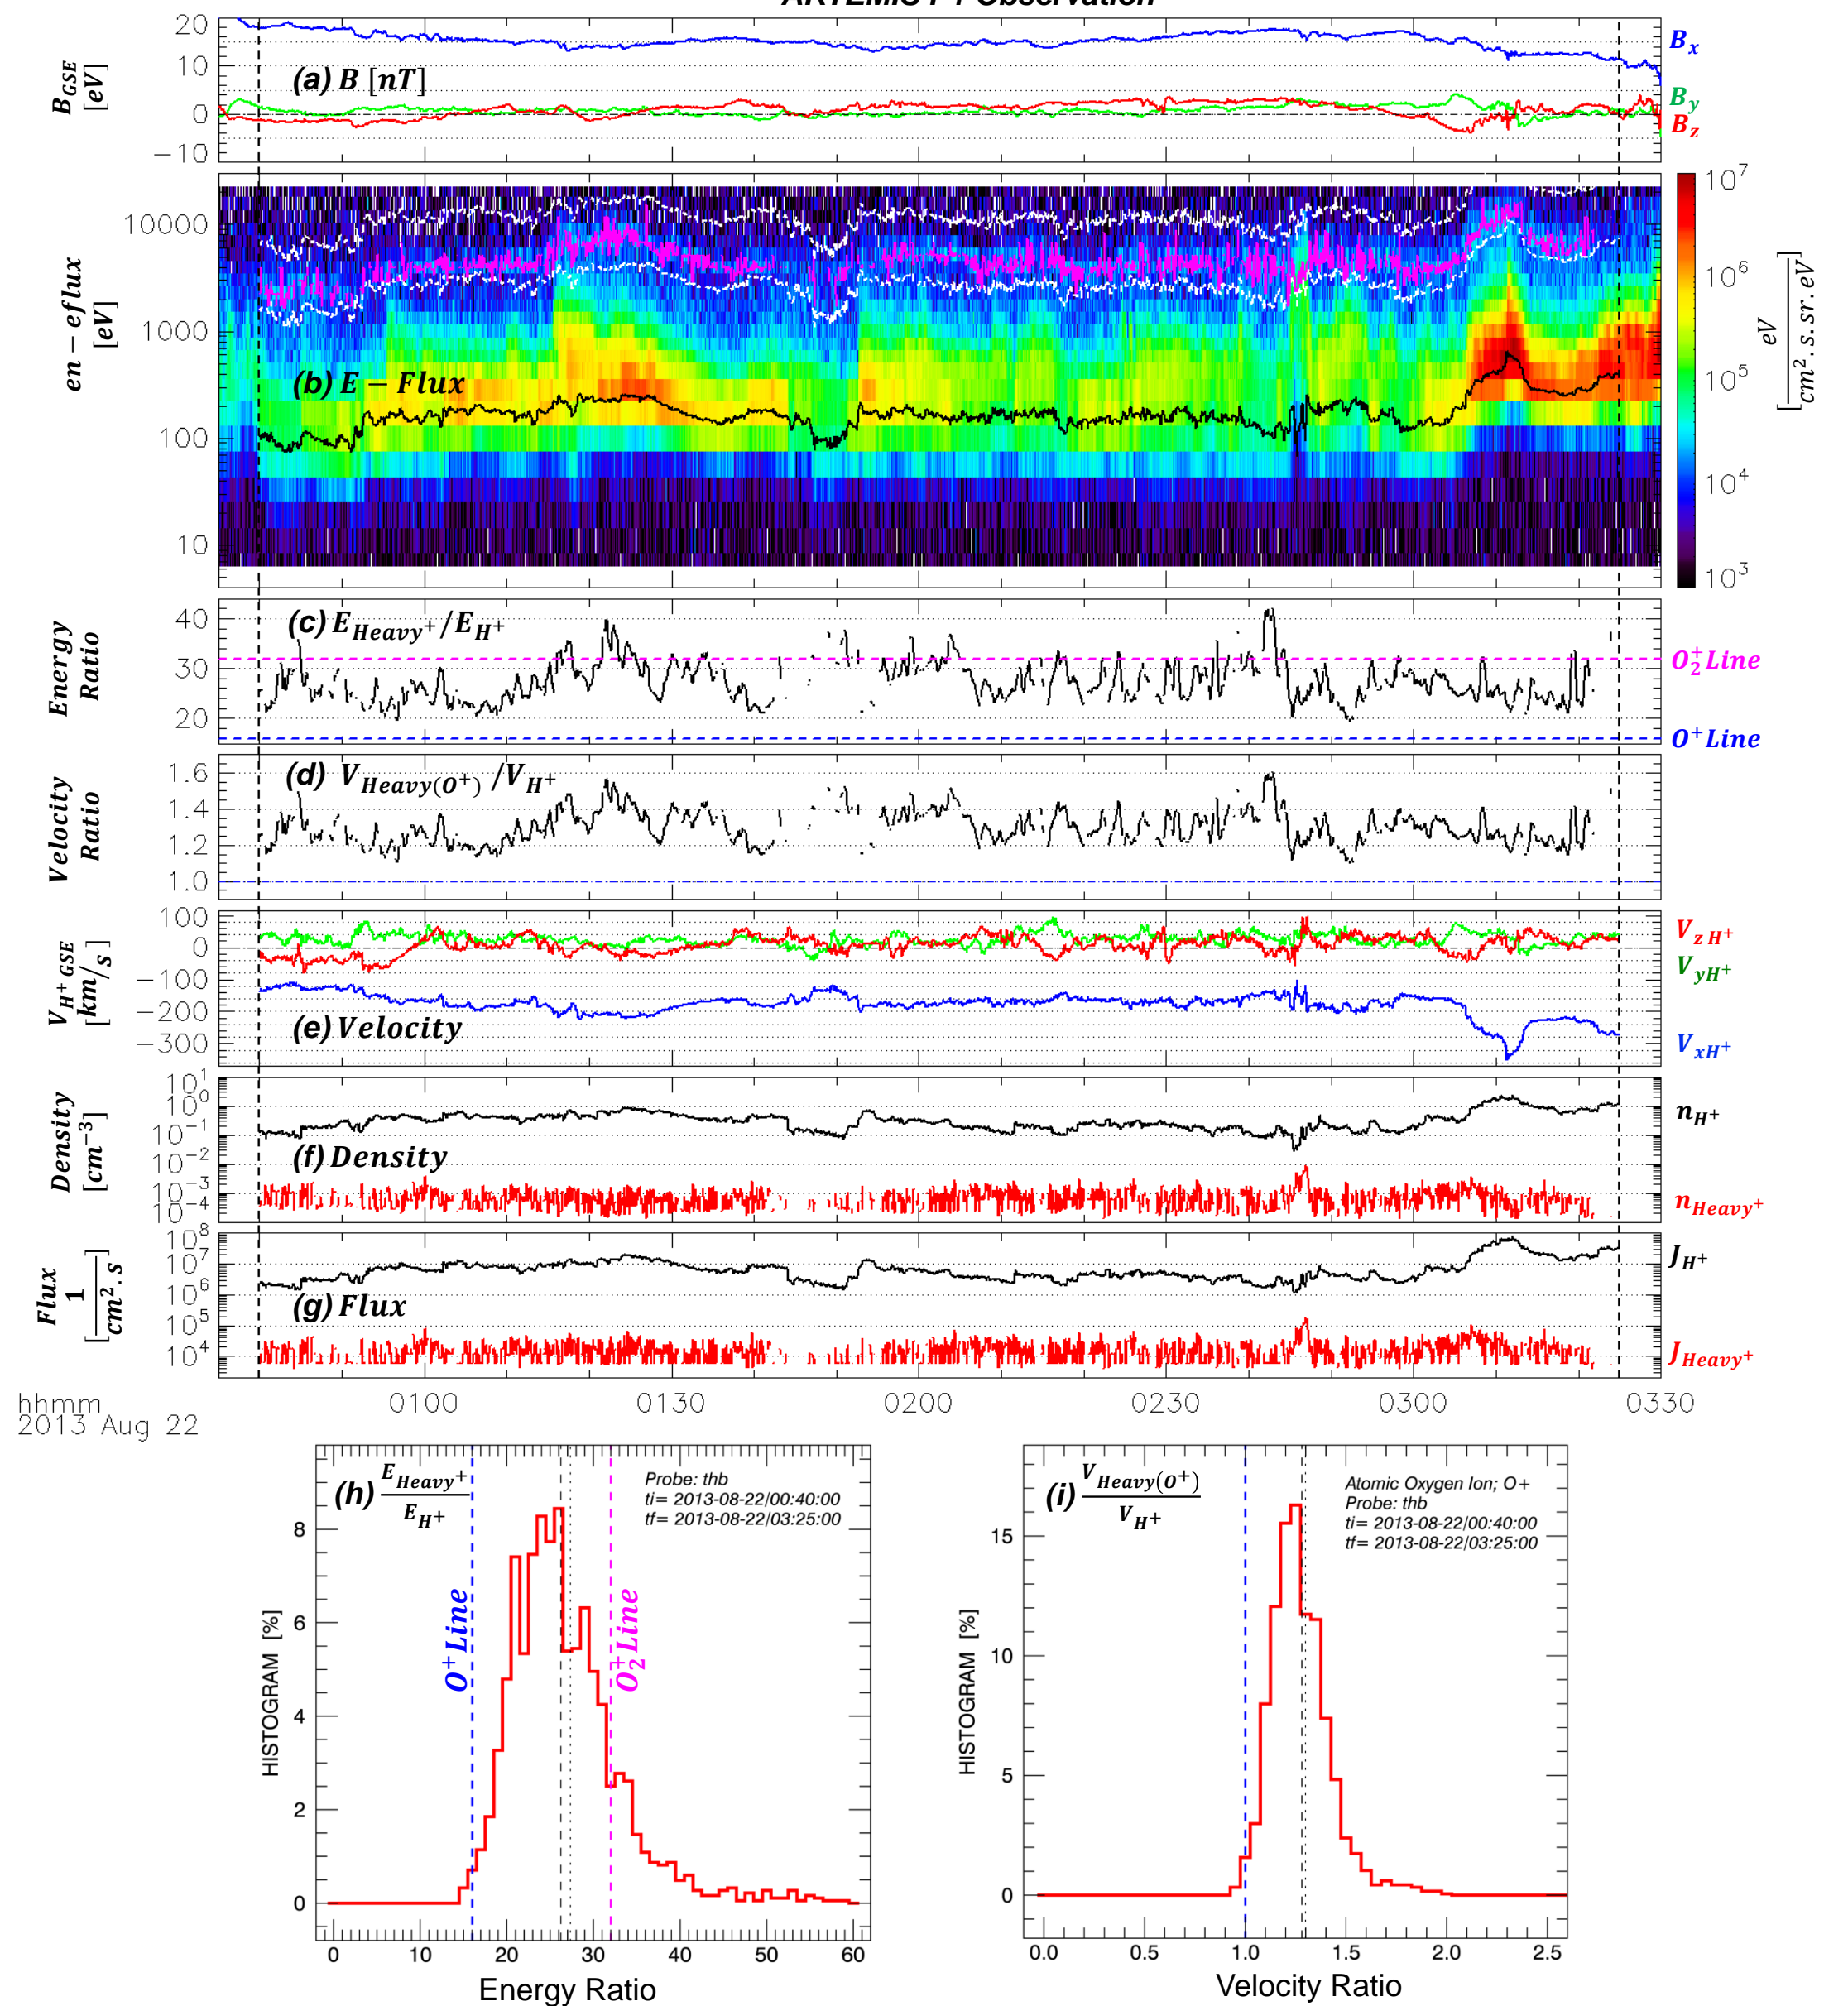 ARTEMIS P1 Observation
20
10
0
−10
B_GSE
[eV]
(a) B [nT]
B_x
B_y
B_z
10000
1000
100
10
en − eflux
[eV]
(b) E − Flux
10^7
10^6
10^5
10^4
10^3
[eV / cm². s. sr. eV]
40
30
20
Energy
Ratio
(c) E_Heavy⁺/E_H⁺
O₂⁺ Line
O⁺ Line
1.6
1.4
1.2
1.0
Velocity
Ratio
(d) V_Heavy(O⁺) /V_H⁺
100
0
−100
−200
−300
V_H⁺ GSE
[km/s]
(e) Velocity
V_z H⁺
V_yH⁺
V_xH⁺
10^1
10^0
10^−1
10^−2
10^−3
10^−4
Density
[cm⁻³]
(f) Density
n_H⁺
n_Heavy⁺
10^8
10^7
10^6
10^5
10^4
Flux
[1 / cm². s]
(g) Flux
J_H⁺
J_Heavy⁺
hhmm
2013 Aug 22
0100 0130 0200 0230 0300 0330
(h) E_Heavy⁺ / E_H⁺
Probe: thb
ti= 2013-08-22/00:40:00
tf= 2013-08-22/03:25:00
O⁺ Line
O₂⁺ Line
HISTOGRAM [%]
8
6
4
2
0
0 10 20 30 40 50 60
Energy Ratio
(i) V_Heavy(O⁺) / V_H⁺
Atomic Oxygen Ion; O+
Probe: thb
ti= 2013-08-22/00:40:00
tf= 2013-08-22/03:25:00
HISTOGRAM [%]
15
10
5
0
0.0 0.5 1.0 1.5 2.0 2.5
Velocity Ratio